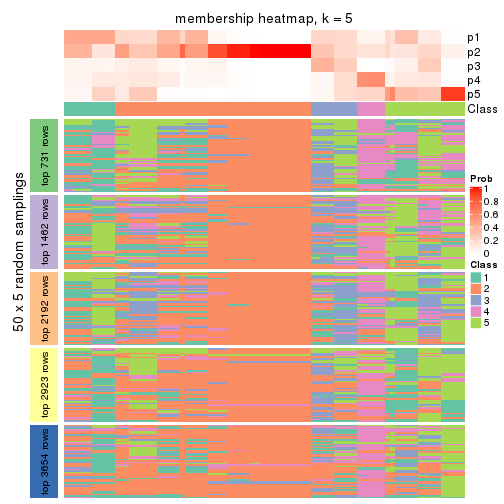 membership heatmap, k = 5
p1
p2
p3
p4
p5
Class
50 x 5 random samplings
top 731 rows
top 1462 rows
top 2192 rows
top 2923 rows
top 3654 rows
Prob
1
0.8
0.6
0.4
0.2
0
Class
1
2
3
4
5